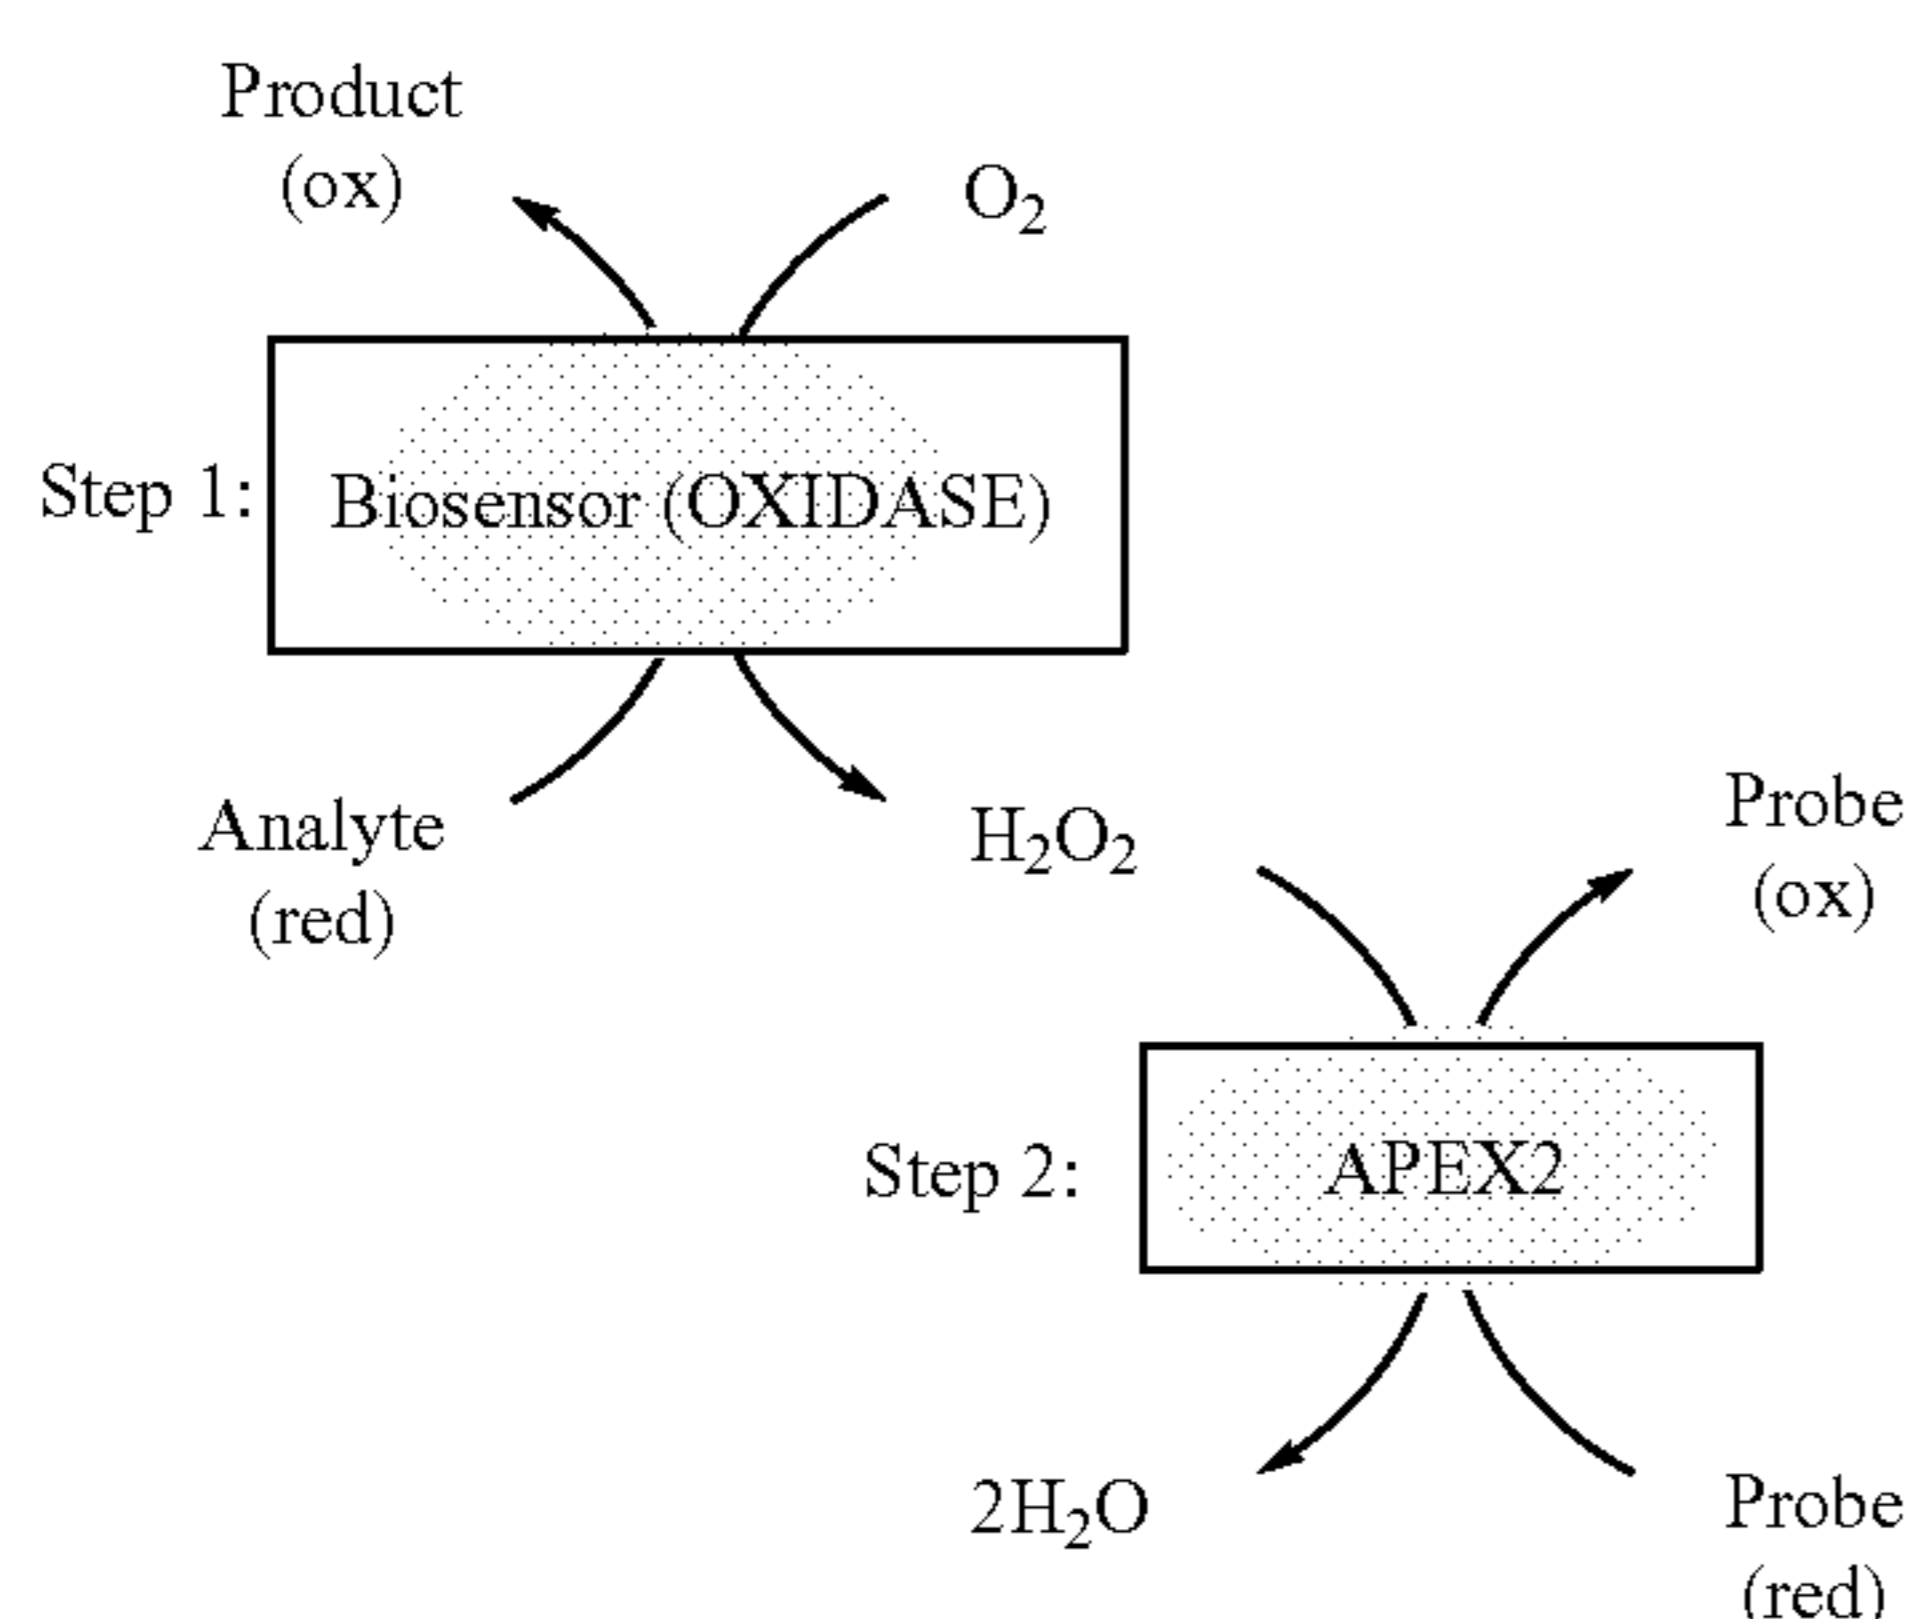 Product
(ox)
O₂
Step 1:
Biosensor (OXIDASE)
Analyte
(red)
H₂O₂
Probe
(ox)
Step 2:
APEX2
2H₂O
Probe
(red)